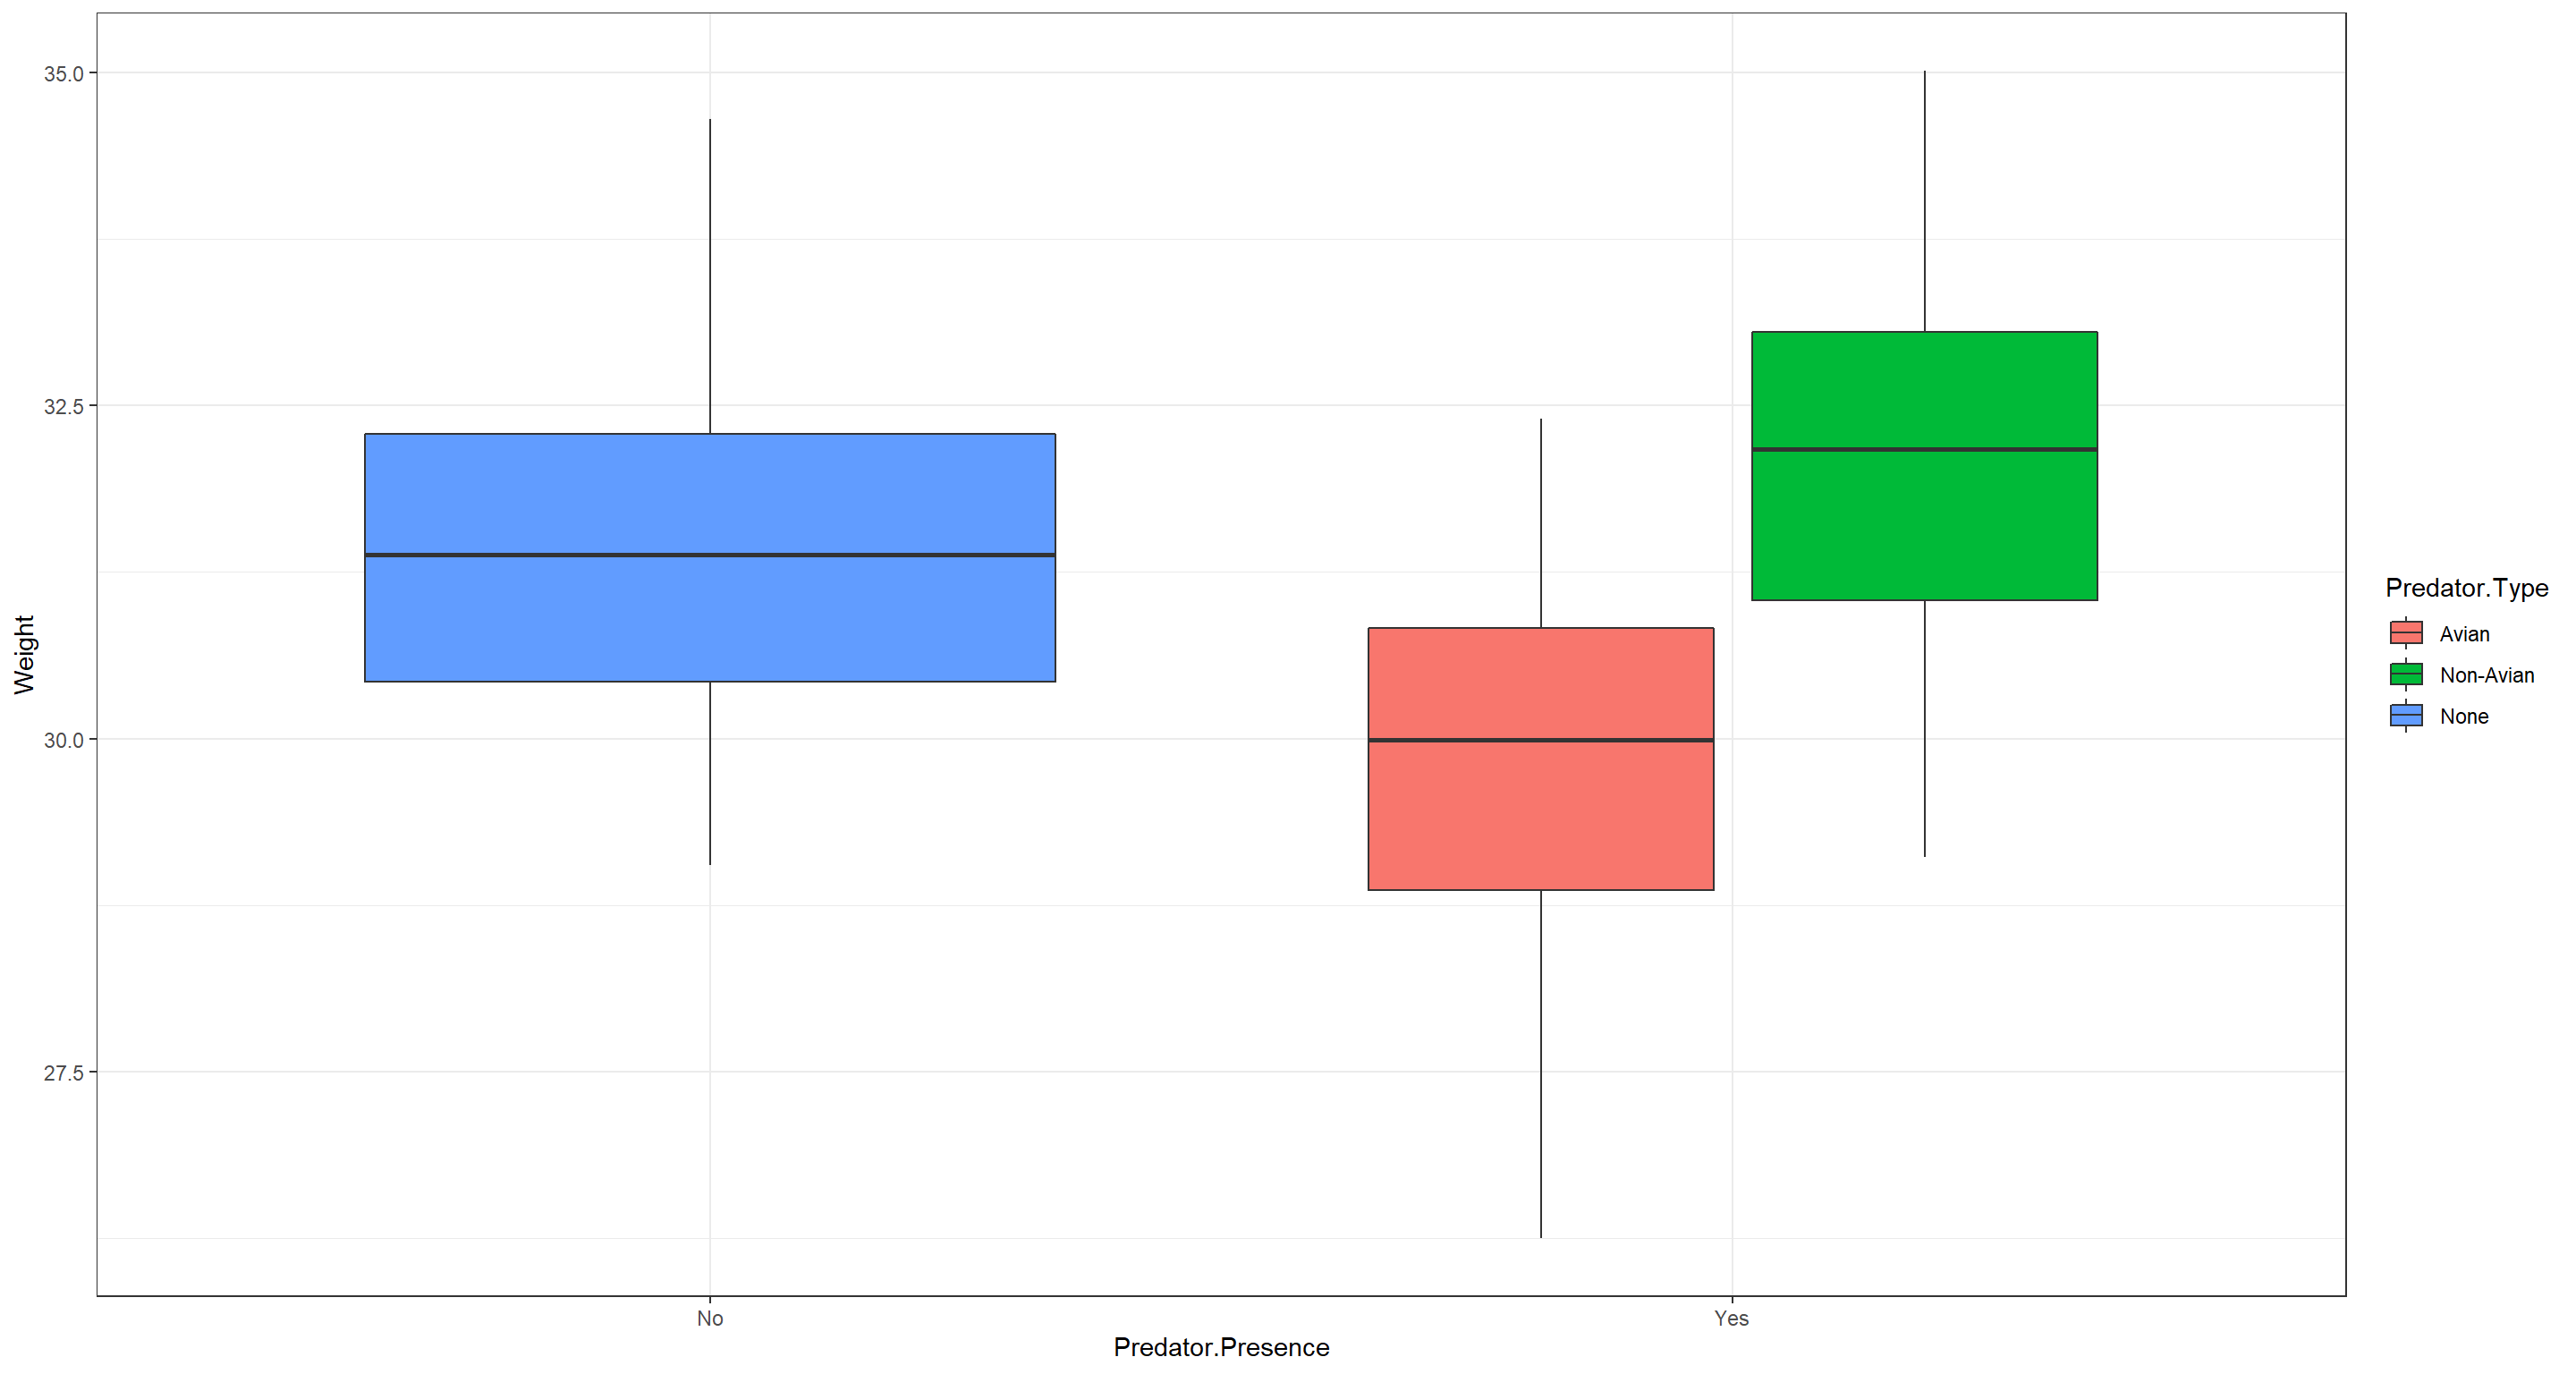 35.0
32.5
30.0
27.5
Weight
No
Yes
Predator.Presence
Predator.Type
Avian
Non-Avian
None